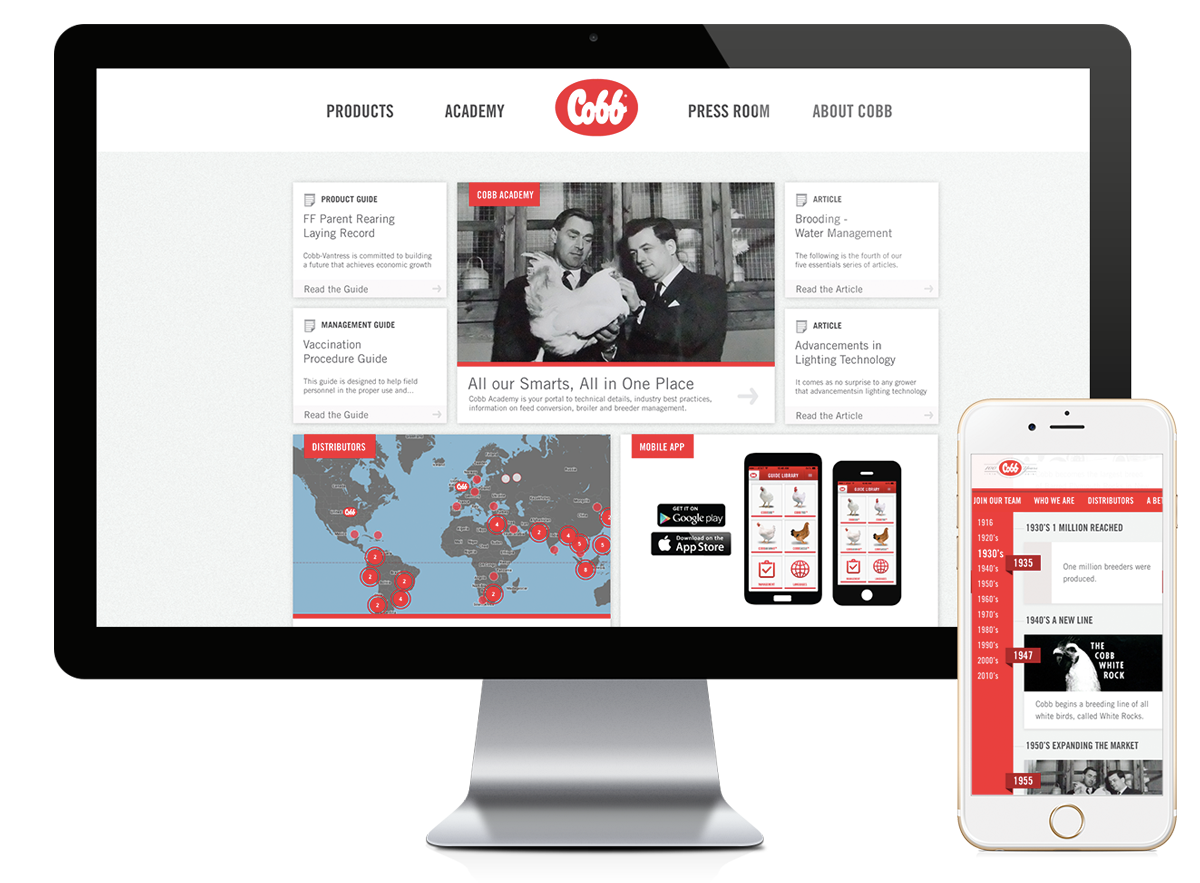 PRODUCTS
ACADEMY
Cobb
PRESS ROOM
ABOUT COBB
PRODUCT GUIDE
FF Parent Rearing
Laying Record
Cobb-Vantress is committed to building
a future that achieves economic growth
Read the Guide
MANAGEMENT GUIDE
Vaccination
Procedure Guide
This guide is designed to help field
personnel in the proper use and...
Read the Guide
COBB ACADEMY
All our Smarts, All in One Place
Cobb Academy is your portal to technical details, industry best practices,
information on feed conversion, broiler and breeder management.
ARTICLE
Brooding -
Water Management
The following is the fourth of our
five essentials series of articles.
Read the Article
ARTICLE
Advancements in
Lighting Technology
It comes as no surprise to any grower
that advancementsin lighting technology
Read the Article
DISTRIBUTORS
Cobb
Cobb
2
2
2
2
4
4
2
4
5
5
8
2
MOBILE APP
GET IT ON
Google play
Download on the
App Store
GUIDE LIBRARY
MANAGEMENT
GUIDE LIBRARY
Cobb
JOIN OUR TEAM
WHO WE ARE
DISTRIBUTORS
A BE
1916
1920's
1930's
1940's
1950's
1960's
1970's
1980's
1990's
2000's
2010's
1930'S 1 MILLION REACHED
1935
One million breeders were
produced.
1940'S A NEW LINE
1947
THE
COBB
WHITE
ROCK
Cobb begins a breeding line of all
white birds, called White Rocks.
1950'S EXPANDING THE MARKET
1955